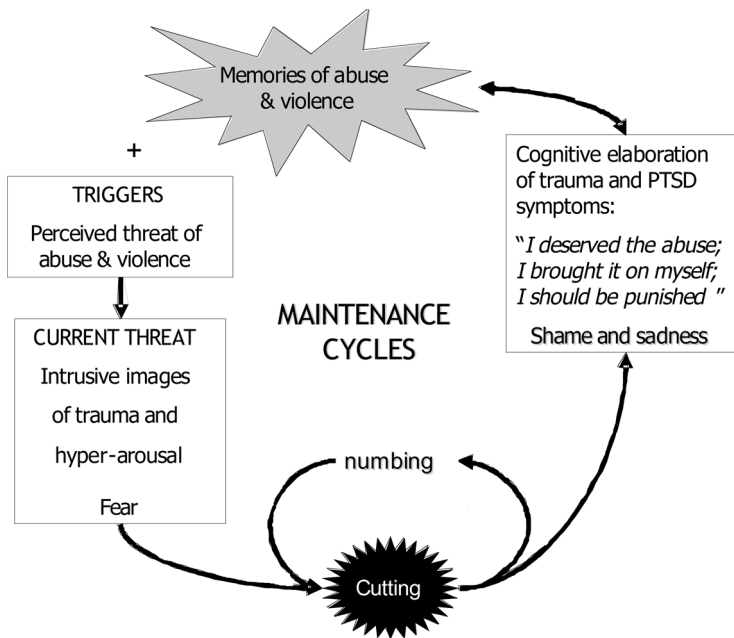 Memories of abuse
& violence
+
TRIGGERS
Perceived threat of
abuse & violence
CURRENT THREAT
Intrusive images
of trauma and
hyper-arousal
Fear
MAINTENANCE
CYCLES
numbing
Cutting
Cognitive elaboration
of trauma and PTSD
symptoms:
“I deserved the abuse;
I brought it on myself;
I should be punished ”
Shame and sadness